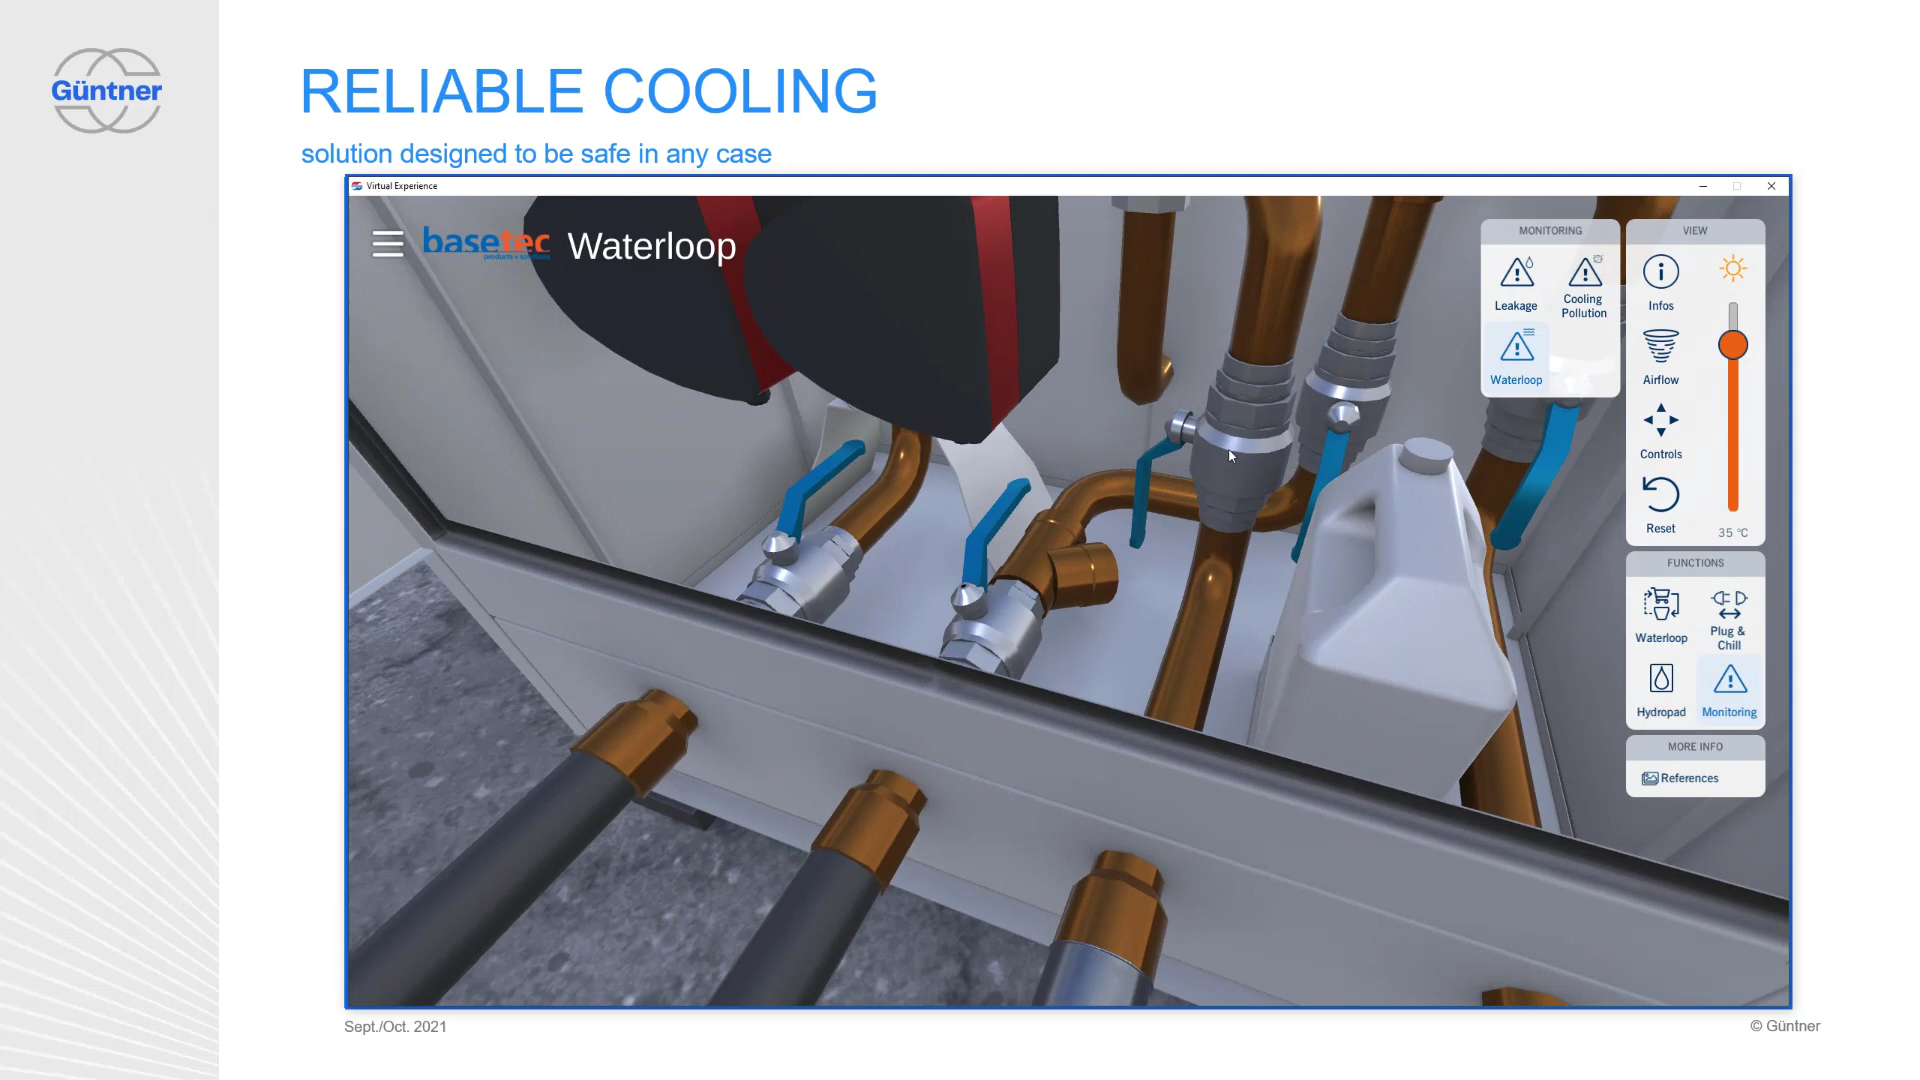 Güntner
RELIABLE COOLING
solution designed to be safe in any case
Virtual Experience
basetec
products + solutions
Waterloop
MONITORING
Leakage
Cooling
Pollution
Waterloop
VIEW
Infos
Airflow
Controls
Reset
35 °C
FUNCTIONS
Waterloop
Plug &
Chill
Hydropad
Monitoring
MORE INFO
References
Sept./Oct. 2021
© Güntner